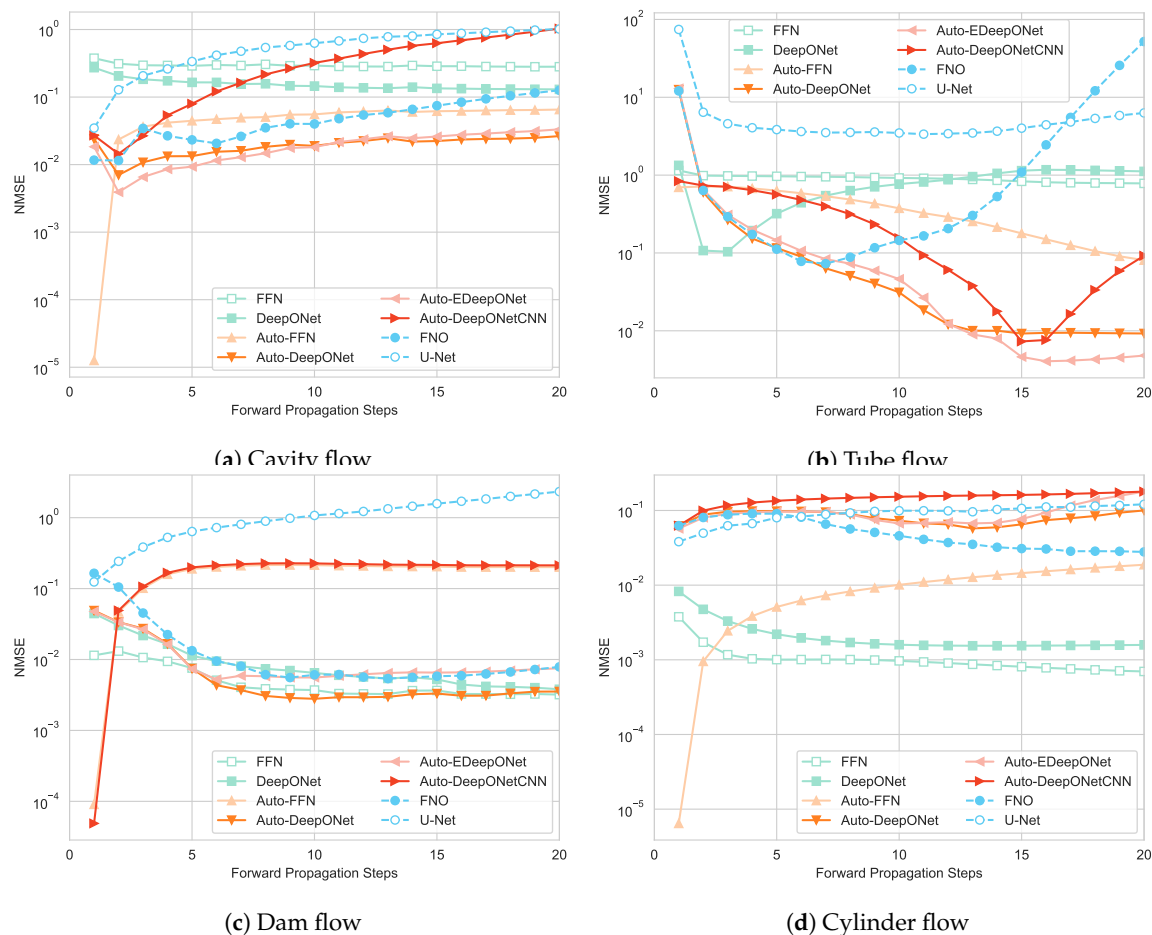 10^0
10^-1
10^-2
10^-3
10^-4
10^-5
NMSE
FFN
DeepONet
Auto-FFN
Auto-DeepONet
Auto-EDeepONet
Auto-DeepONetCNN
FNO
U-Net
0 5 10 15 20
Forward Propagation Steps
(a) Cavity flow
10^2
10^1
10^0
10^-1
10^-2
NMSE
FFN
DeepONet
Auto-FFN
Auto-DeepONet
Auto-EDeepONet
Auto-DeepONetCNN
FNO
U-Net
0 5 10 15 20
Forward Propagation Steps
(b) Tube flow
10^0
10^-1
10^-2
10^-3
10^-4
NMSE
FFN
DeepONet
Auto-FFN
Auto-DeepONet
Auto-EDeepONet
Auto-DeepONetCNN
FNO
U-Net
0 5 10 15 20
Forward Propagation Steps
(c) Dam flow
10^-1
10^-2
10^-3
10^-4
10^-5
NMSE
FFN
DeepONet
Auto-FFN
Auto-DeepONet
Auto-EDeepONet
Auto-DeepONetCNN
FNO
U-Net
0 5 10 15 20
Forward Propagation Steps
(d) Cylinder flow